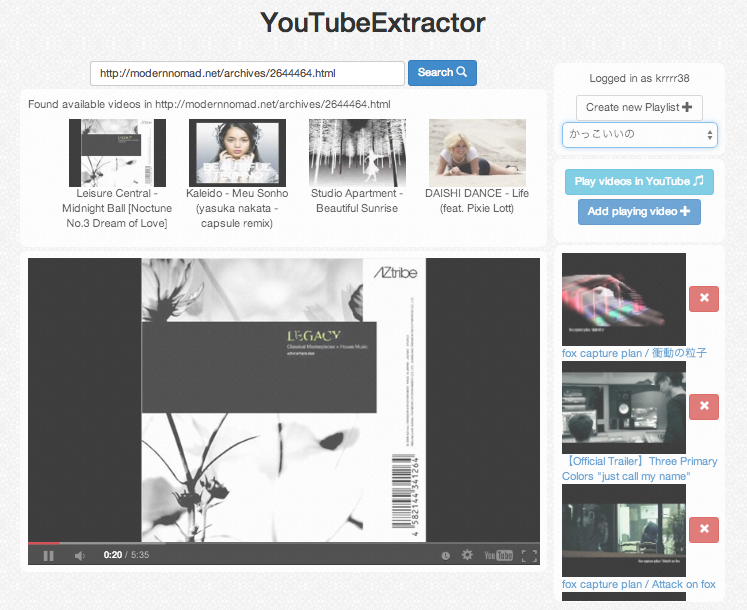 YouTubeExtractor
http://modernnomad.net/archives/2644464.html
Search
Found available videos in http://modernnomad.net/archives/2644464.html
Leisure Central -
Midnight Ball [Noctune
No.3 Dream of Love]
Kaleido - Meu Sonho
(yasuka nakata -
capsule remix)
Studio Apartment -
Beautiful Sunrise
DAISHI DANCE - Life
(feat. Pixie Lott)
AZtribe
LEGACY
Classical Masterpieces × House Music
4 582144 341264
0:20 / 5:35
YouTube
Logged in as krrrr38
Create new Playlist
かっこいいの
Play videos in YouTube
Add playing video
fox capture plan / 衝動の粒子
【Official Trailer】Three Primary
Colors "just call my name"
fox capture plan / Attack on fox